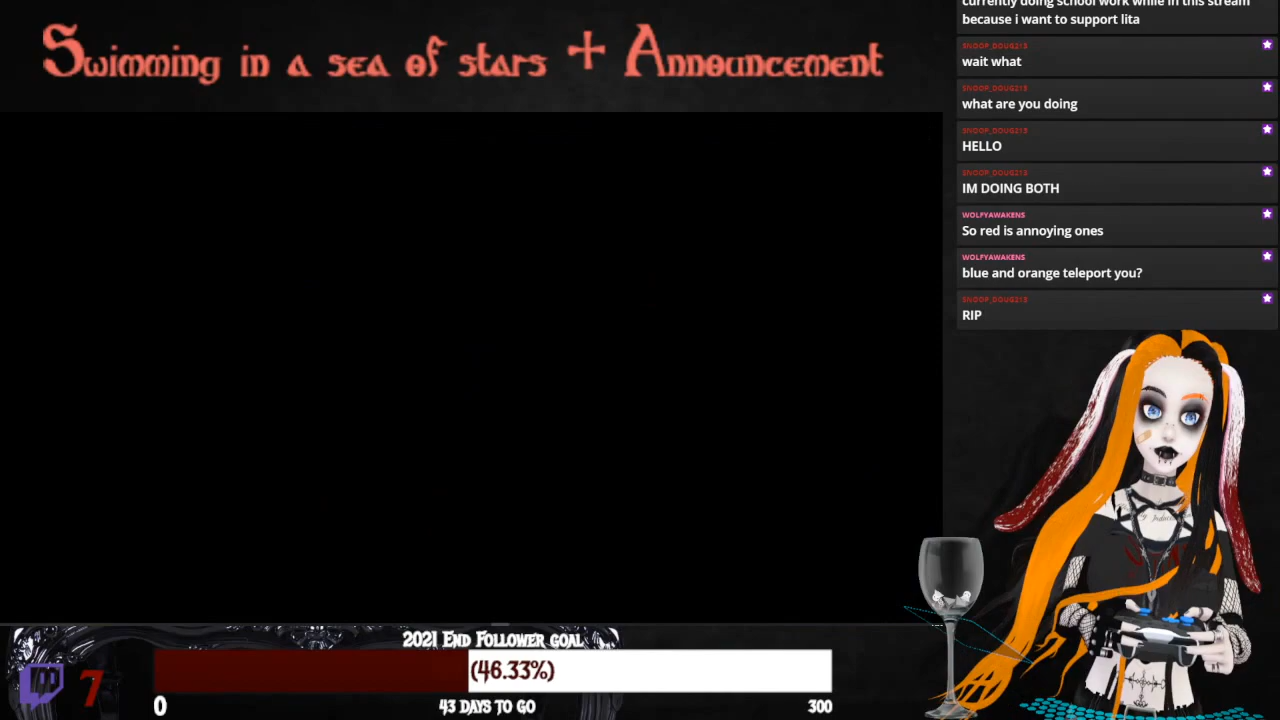 Swimming in a sea of stars + Announcement
currently doing school work while in this stream
because i want to support lita
SNOOP_DOUG213
wait what
SNOOP_DOUG213
what are you doing
SNOOP_DOUG213
HELLO
SNOOP_DOUG213
IM DOING BOTH
WOLFYAWAKENS
So red is annoying ones
WOLFYAWAKENS
blue and orange teleport you?
SNOOP_DOUG213
RIP
2021 End Follower goal
7
(46.33%)
0
43 days to go
300